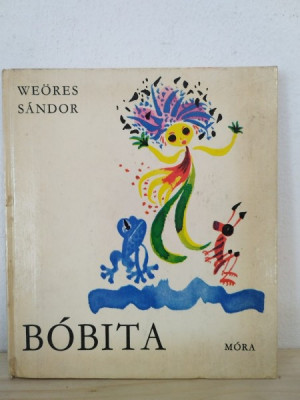 WEÖRES
SÁNDOR
BÓBITA
MÓRA